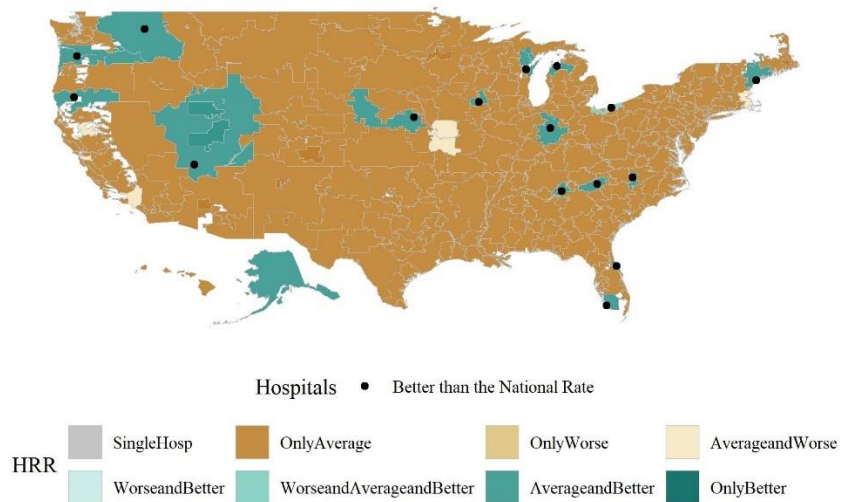 Hospitals Better than the National Rate
HRR
SingleHosp OnlyAverage OnlyWorse AverageandWorse
WorseandBetter WorseandAverageandBetter AverageandBetter OnlyBetter